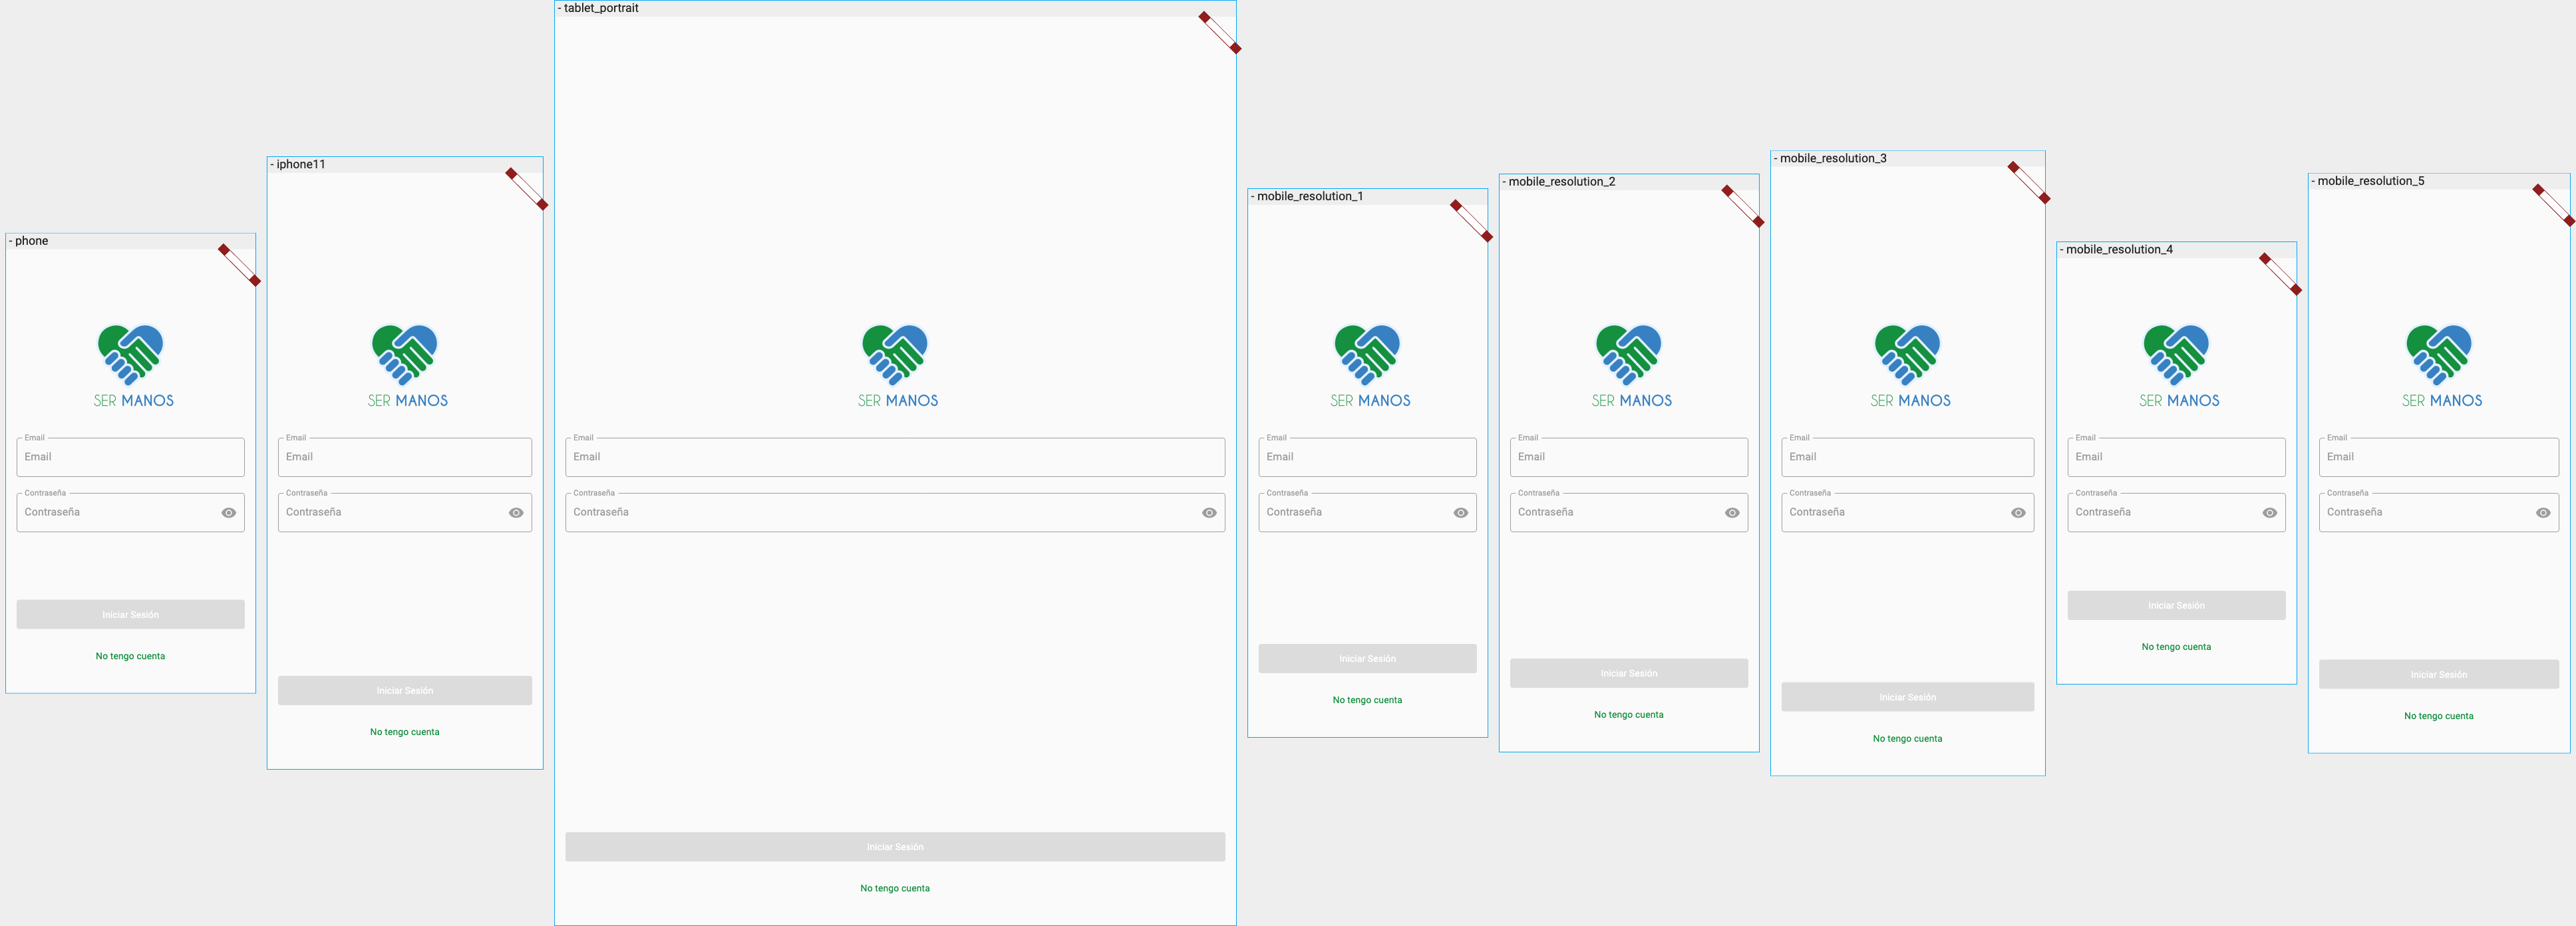 - phone
SER MANOS
Email
Email
Contraseña
Contraseña
Iniciar Sesión
No tengo cuenta
- iphone11
SER MANOS
Email
Email
Contraseña
Contraseña
Iniciar Sesión
No tengo cuenta
- tablet_portrait
SER MANOS
Email
Email
Contraseña
Contraseña
Iniciar Sesión
No tengo cuenta
- mobile_resolution_1
SER MANOS
Email
Email
Contraseña
Contraseña
Iniciar Sesión
No tengo cuenta
- mobile_resolution_2
SER MANOS
Email
Email
Contraseña
Contraseña
Iniciar Sesión
No tengo cuenta
- mobile_resolution_3
SER MANOS
Email
Email
Contraseña
Contraseña
Iniciar Sesión
No tengo cuenta
- mobile_resolution_4
SER MANOS
Email
Email
Contraseña
Contraseña
Iniciar Sesión
No tengo cuenta
- mobile_resolution_5
SER MANOS
Email
Email
Contraseña
Contraseña
Iniciar Sesión
No tengo cuenta